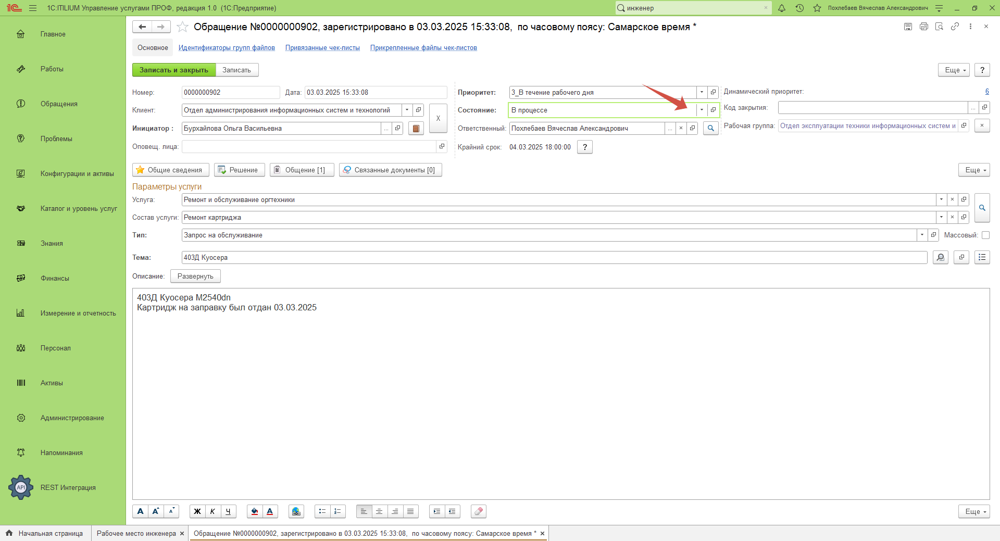 1С:ITILIUM Управление услугами ПРОФ, редакция 1.0 (1С:Предприятие)
инженер
Похлебаев Вячеслав Александрович
Главное
Работы
Обращения
Проблемы
Конфигурации и активы
Каталог и уровень услуг
Знания
Финансы
Измерение и отчетность
Персонал
Активы
Администрирование
Напоминания
API
REST Интеграция
Обращение №0000000902, зарегистрировано в 03.03.2025 15:33:08, по часовому поясу: Самарское время *
Основное
Идентификаторы групп файлов
Привязанные чек-листы
Прикрепленные файлы чек-листов
Записать и закрыть
Записать
Еще
?
Номер: 0000000902 Дата: 03.03.2025 15:33:08
Приоритет: 3_В течение рабочего дня
Динамический приоритет: 6
Клиент: Отдел администрирования информационных систем и технологий
X
Состояние: В процессе
Код закрытия:
Инициатор : Бурхайлова Ольга Васильевна
Ответственный: Похлебаев Вячеслав Александрович
Рабочая группа: Отдел эксплуатации техники информационных систем и
Оповещ. лица:
Крайний срок: 04.03.2025 18:00:00 ?
Общие сведения
Решение
Общение [1]
Связанные документы [0]
Еще
Параметры услуги
Услуга: Ремонт и обслуживание оргтехники
Состав услуги: Ремонт картриджа
Тип: Запрос на обслуживание
Массовый:
Тема: 403Д Куосера
Описание: Развернуть
403Д Куосера M2540dn
Картридж на заправку был отдан 03.03.2025
А А А Ж К Ч А
Еще
Начальная страница
Рабочее место инженера
Обращение №0000000902, зарегистрировано в 03.03.2025 15:33:08, по часовому поясу: Самарское время *